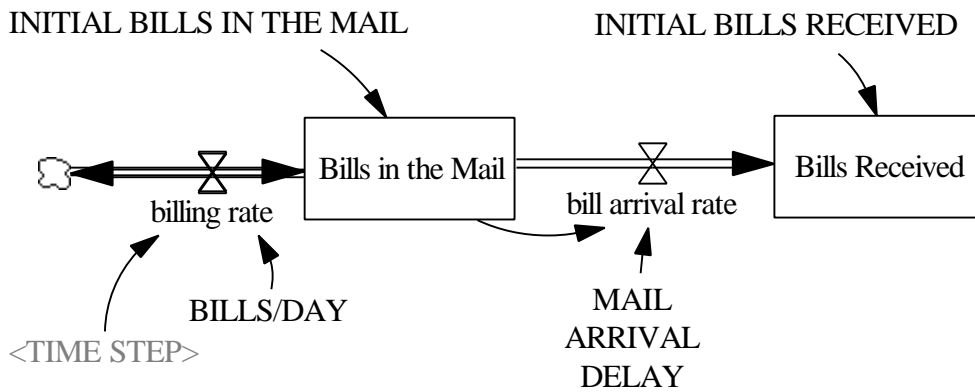 INITIAL BILLS IN THE MAIL
INITIAL BILLS RECEIVED
Bills in the Mail
Bills Received
billing rate
bill arrival rate
BILLS/DAY
<TIME STEP>
MAIL
ARRIVAL
DELAY